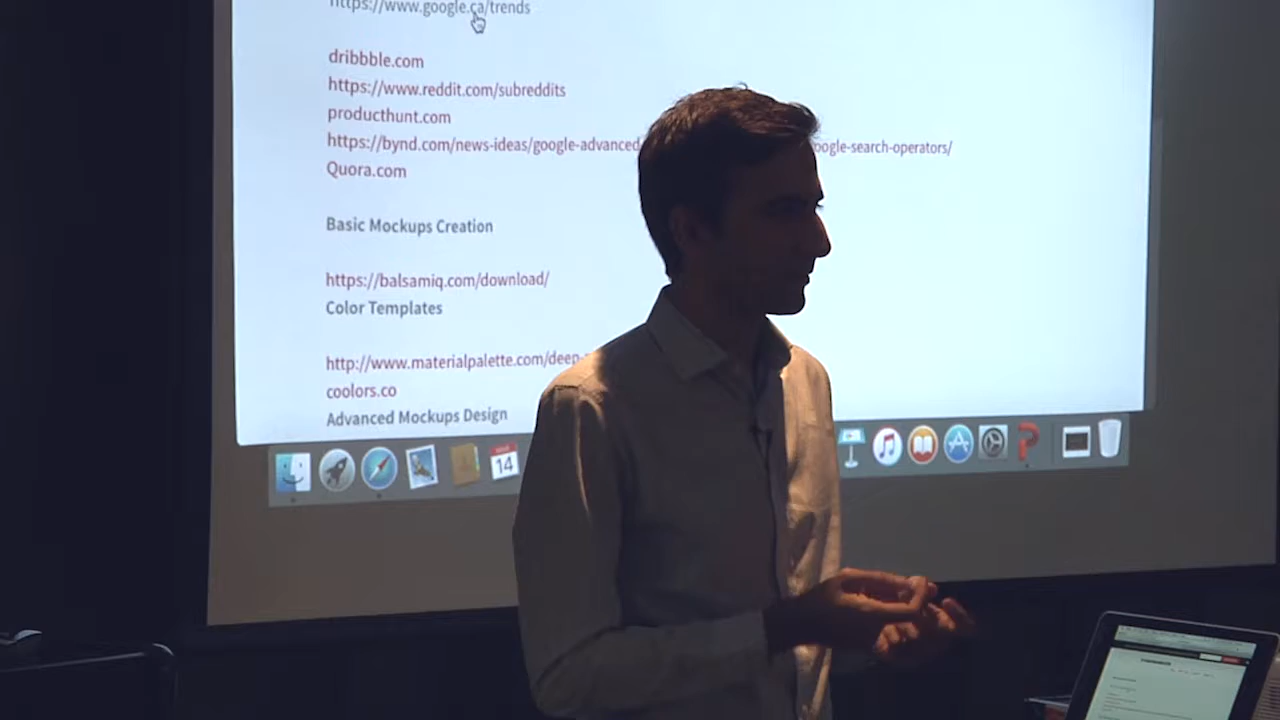 https://www.google.ca/trends
dribbble.com
https://www.reddit.com/subreddits
producthunt.com
https://bynd.com/news-ideas/google-advanced oogle-search-operators/
Quora.com
Basic Mockups Creation
https://balsamiq.com/download/
Color Templates
http://www.materialpalette.com/deep-
coolors.co
Advanced Mockups Design
14